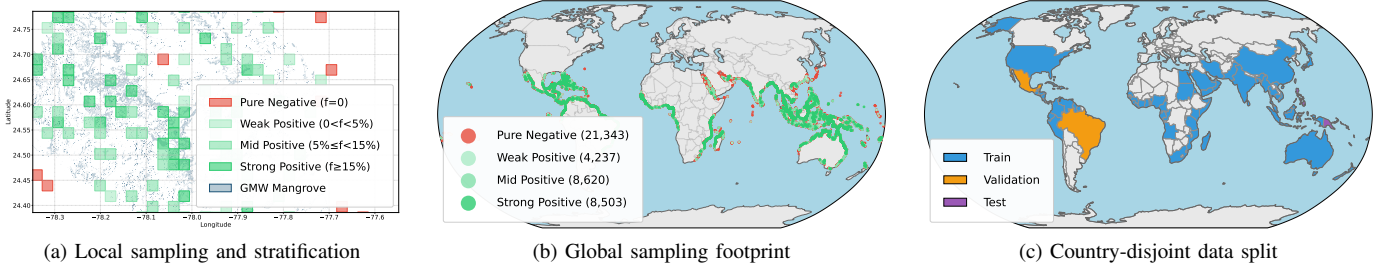 24.75
24.70
24.65
24.60
24.55
24.50
24.45
24.40
Latitude
−78.3
−78.2
−78.1
−78.0
−77.9
−77.8
−77.7
−77.6
Longitude
Pure Negative (f=0)
Weak Positive (0<f<5%)
Mid Positive (5%≤f<15%)
Strong Positive (f≥15%)
GMW Mangrove
Pure Negative (21,343)
Weak Positive (4,237)
Mid Positive (8,620)
Strong Positive (8,503)
Train
Validation
Test
(a) Local sampling and stratification
(b) Global sampling footprint
(c) Country-disjoint data split